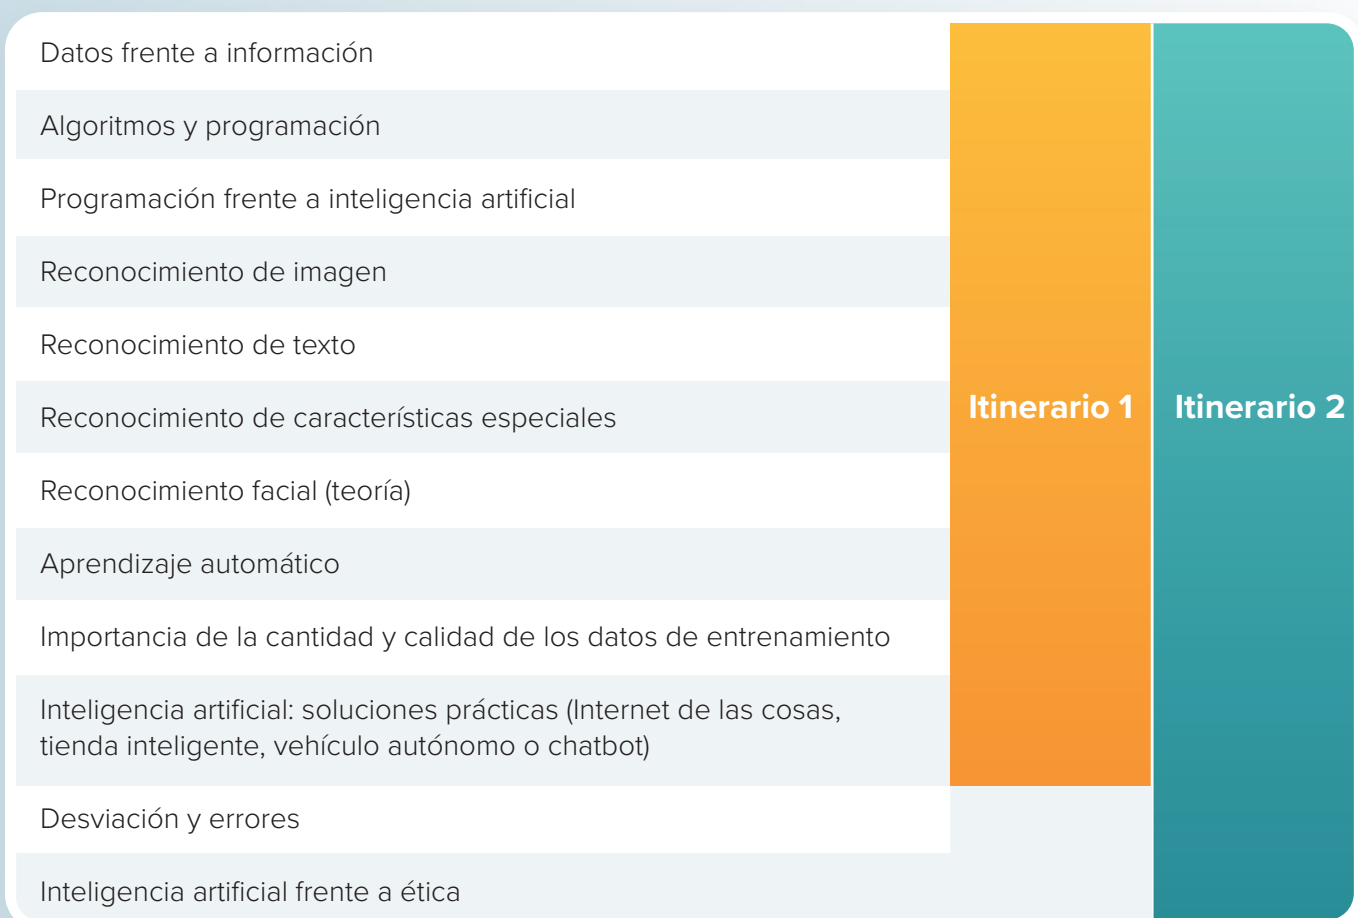 Datos frente a información
Algoritmos y programación
Programación frente a inteligencia artificial
Reconocimiento de imagen
Reconocimiento de texto
Reconocimiento de características especiales
Itinerario 1
Itinerario 2
Reconocimiento facial (teoría)
Aprendizaje automático
Importancia de la cantidad y calidad de los datos de entrenamiento
Inteligencia artificial: soluciones prácticas (Internet de las cosas,
tienda inteligente, vehículo autónomo o chatbot)
Desviación y errores
Inteligencia artificial frente a ética